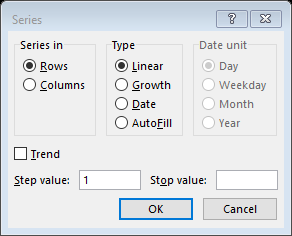 Series
?
Series in
Type
Date unit
Rows
Linear
Day
Columns
Growth
Weekday
Date
Month
AutoFill
Year
Trend
Step value: 1
Stop value:
OK
Cancel